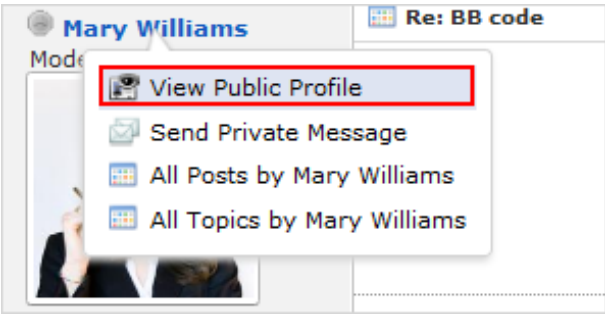 Mary Williams
Re: BB code
Mode
View Public Profile
Send Private Message
All Posts by Mary Williams
All Topics by Mary Williams